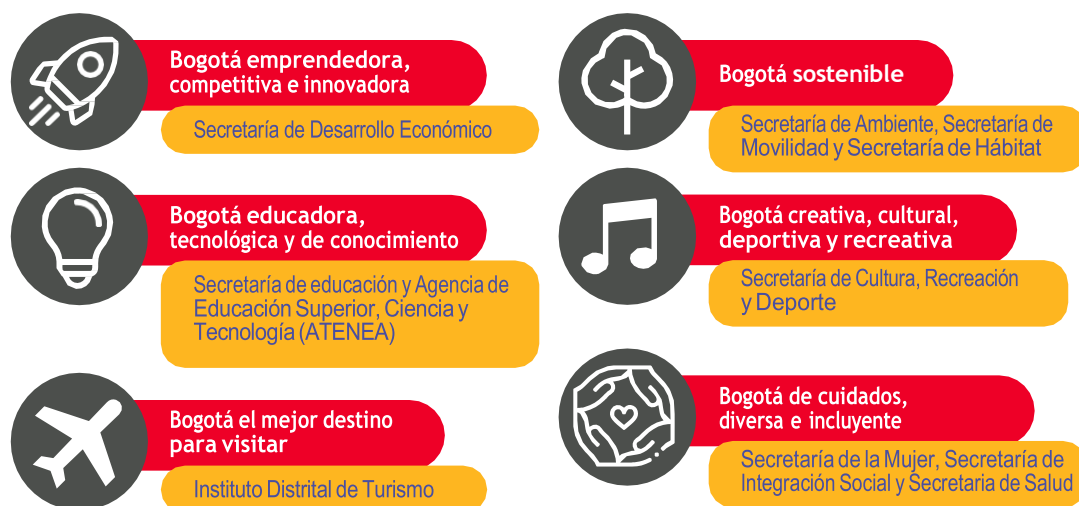 Bogotá emprendedora,
competitiva e innovadora
Secretaría de Desarrollo Económico
Bogotá educadora,
tecnológica y de conocimiento
Secretaría de educación y Agencia de
Educación Superior, Ciencia y
Tecnología (ATENEA)
Bogotá el mejor destino
para visitar
Instituto Distrital de Turismo
Bogotá sostenible
Secretaría de Ambiente, Secretaría de
Movilidad y Secretaría de Hábitat
Bogotá creativa, cultural,
deportiva y recreativa
Secretaría de Cultura, Recreación
y Deporte
Bogotá de cuidados,
diversa e incluyente
Secretaría de la Mujer, Secretaría de
Integración Social y Secretaria de Salud